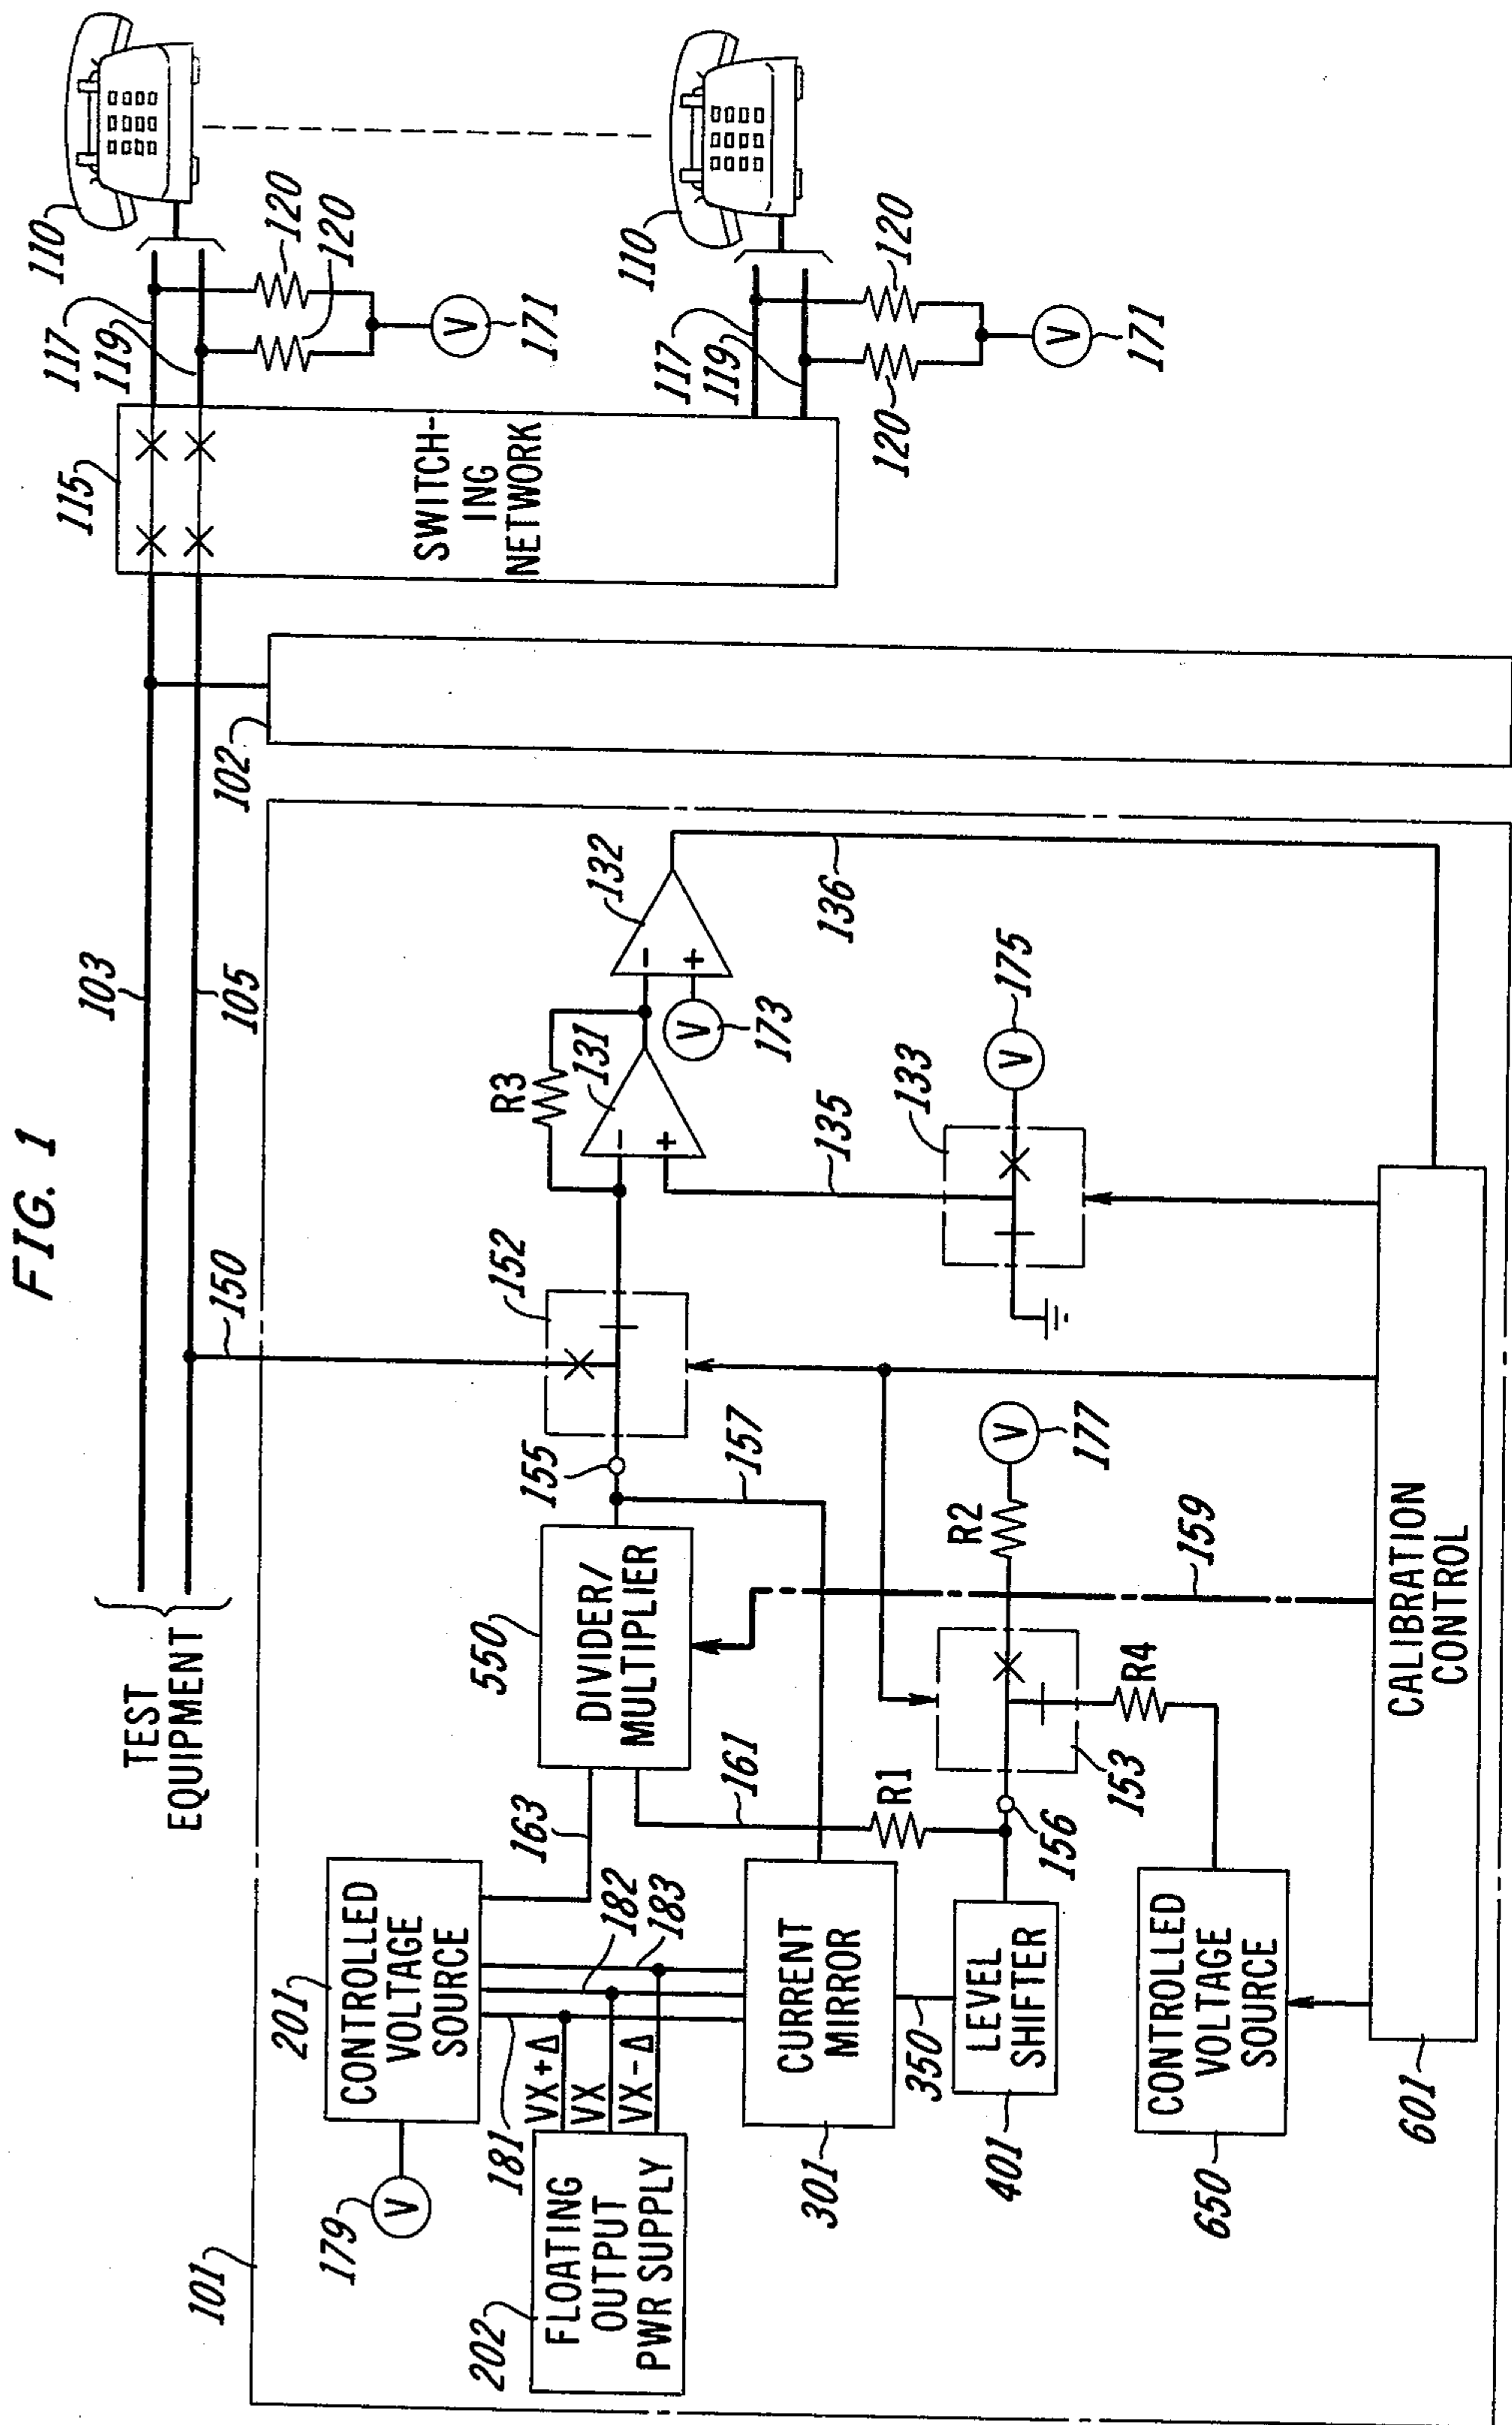 FIG. 1
TEST
EQUIPMENT
103
105
150
115
SWITCH-
ING
NETWORK
117
119
110
120
120
V
171
117
119
110
120
120
V
171
102
101
179
V
201
CONTROLLED
VOLTAGE
SOURCE
163
182
183
181
VX+Δ
VX
VX-Δ
202
FLOATING
OUTPUT
PWR SUPPLY
550
DIVIDER/
MULTIPLIER
155
152
157
161
R1
R3
131
-
+
132
-
+
V
173
136
135
133
V
175
301
CURRENT
MIRROR
350
401
LEVEL
SHIFTER
156
153
R2
V
177
R4
159
650
CONTROLLED
VOLTAGE
SOURCE
601
CALIBRATION
CONTROL